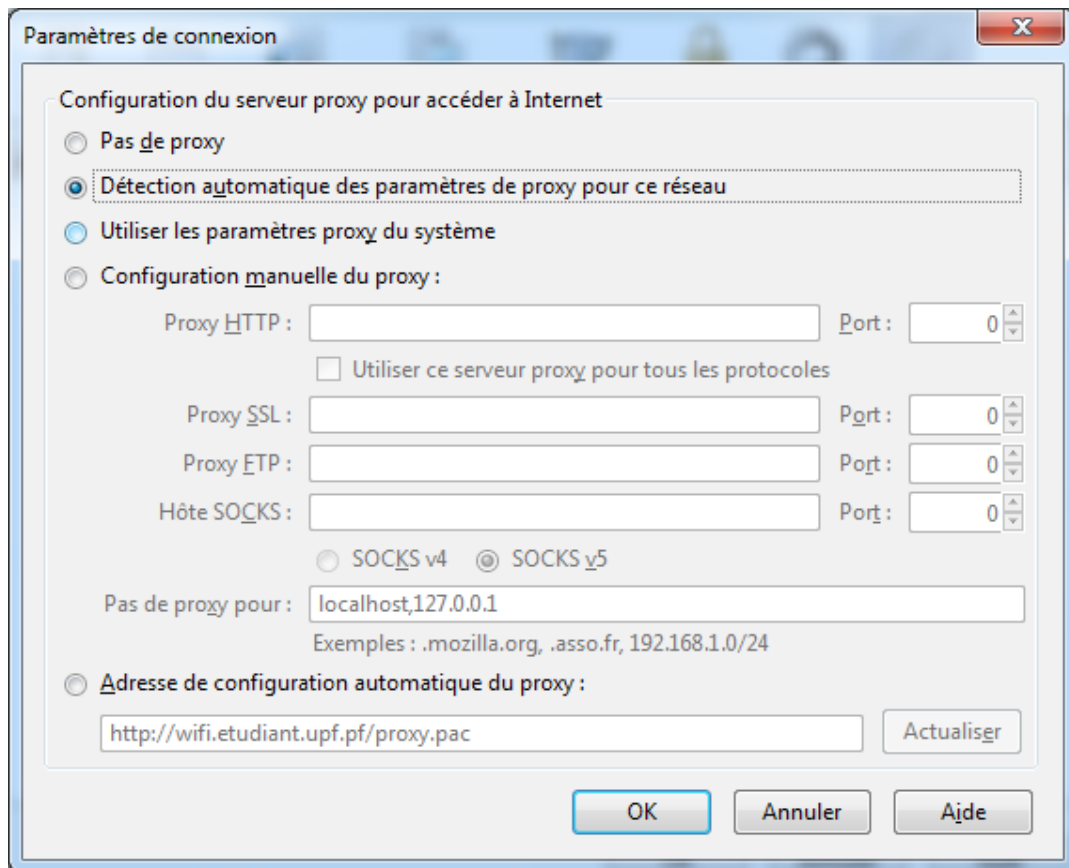 Paramètres de connexion
Configuration du serveur proxy pour accéder à Internet
Pas de proxy
Détection automatique des paramètres de proxy pour ce réseau
Utiliser les paramètres proxy du système
Configuration manuelle du proxy :
Proxy HTTP : Port : 0
Utiliser ce serveur proxy pour tous les protocoles
Proxy SSL : Port : 0
Proxy FTP : Port : 0
Hôte SOCKS : Port : 0
SOCKS v4 SOCKS v5
Pas de proxy pour : localhost,127.0.0.1
Exemples : .mozilla.org, .asso.fr, 192.168.1.0/24
Adresse de configuration automatique du proxy :
http://wifi.etudiant.upf.pf/proxy.pac Actualiser
OK Annuler Aide